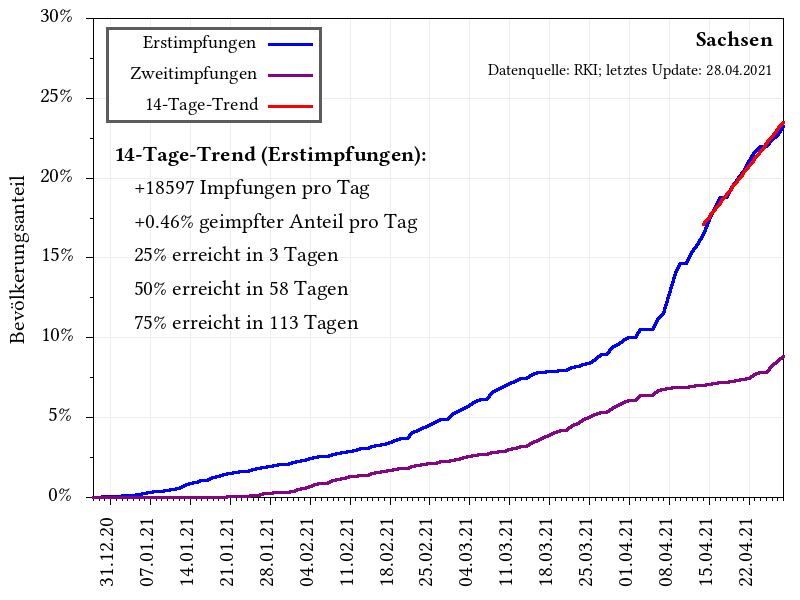 30%
25%
20%
15%
10%
5%
0%
Bevölkerungsanteil
Erstimpfungen
Zweitimpfungen
14-Tage-Trend
Sachsen
Datenquelle: RKI; letztes Update: 28.04.2021
14-Tage-Trend (Erstimpfungen):
+18597 Impfungen pro Tag
+0.46% geimpfter Anteil pro Tag
25% erreicht in 3 Tagen
50% erreicht in 58 Tagen
75% erreicht in 113 Tagen
31.12.20
07.01.21
14.01.21
21.01.21
28.01.21
04.02.21
11.02.21
18.02.21
25.02.21
04.03.21
11.03.21
18.03.21
25.03.21
01.04.21
08.04.21
15.04.21
22.04.21